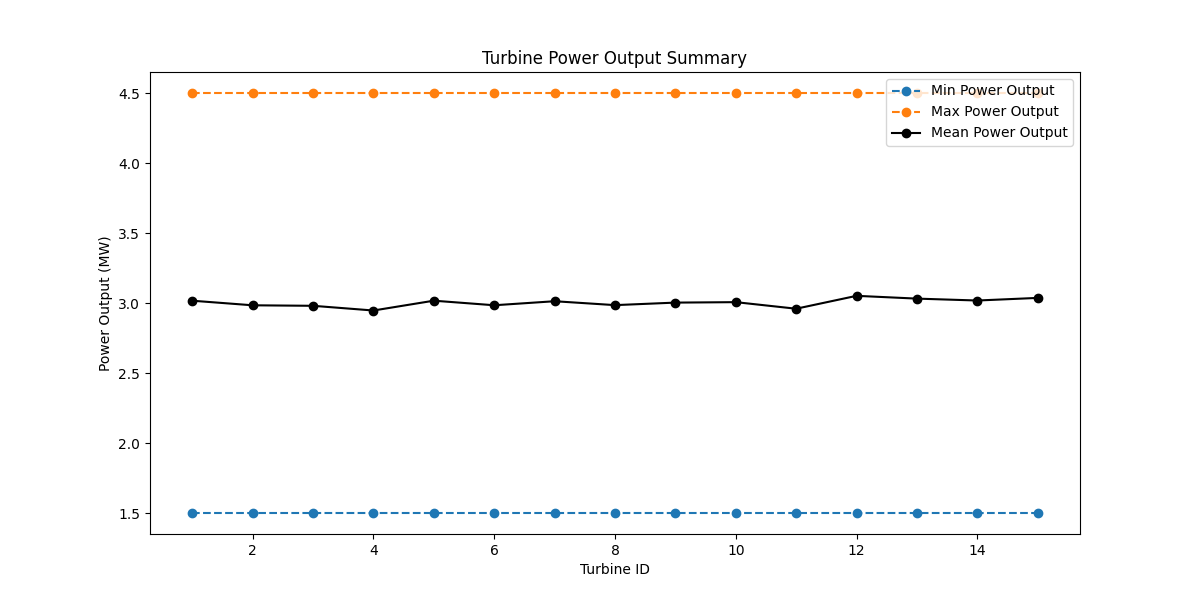 Turbine Power Output Summary
Min Power Output
Max Power Output
Mean Power Output
Power Output (MW)
4.5
4.0
3.5
3.0
2.5
2.0
1.5
2 4 6 8 10 12 14
Turbine ID